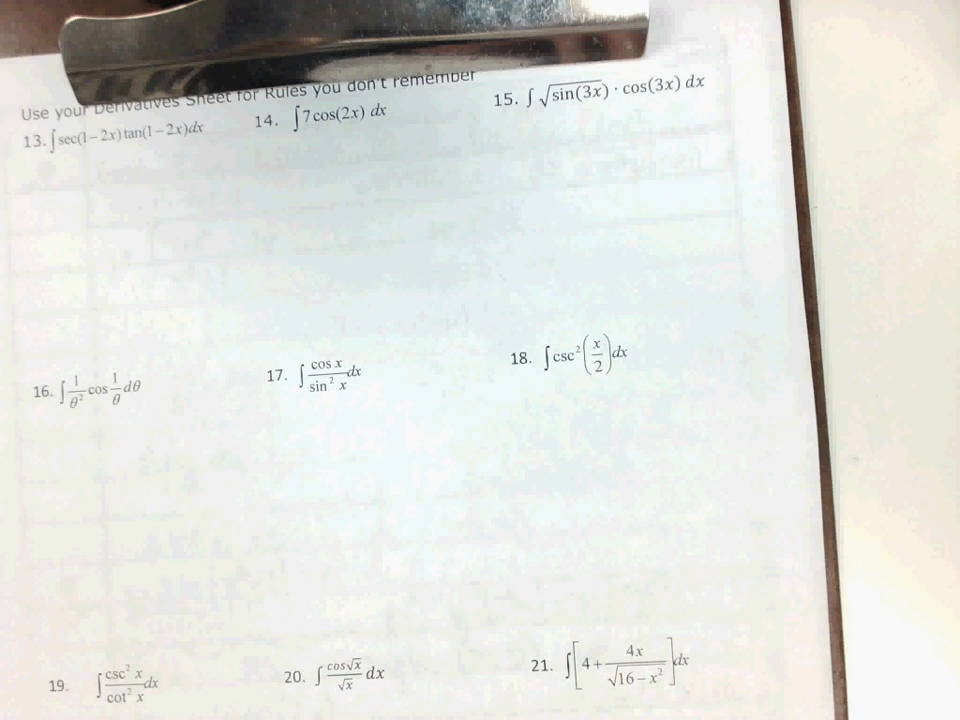 Use your Derivatives Sheet for Rules you don't remember
13. ∫sec(1−2x)tan(1−2x)dx 14. ∫7cos(2x) dx 15. ∫√sin(3x) · cos(3x) dx
16. ∫1/θ² cos 1/θ dθ 17. ∫cos x/sin² x dx 18. ∫csc²(x/2)dx
19. ∫csc² x/cot² x dx 20. ∫cos√x/√x dx 21. ∫[4+4x/√16−x²]dx